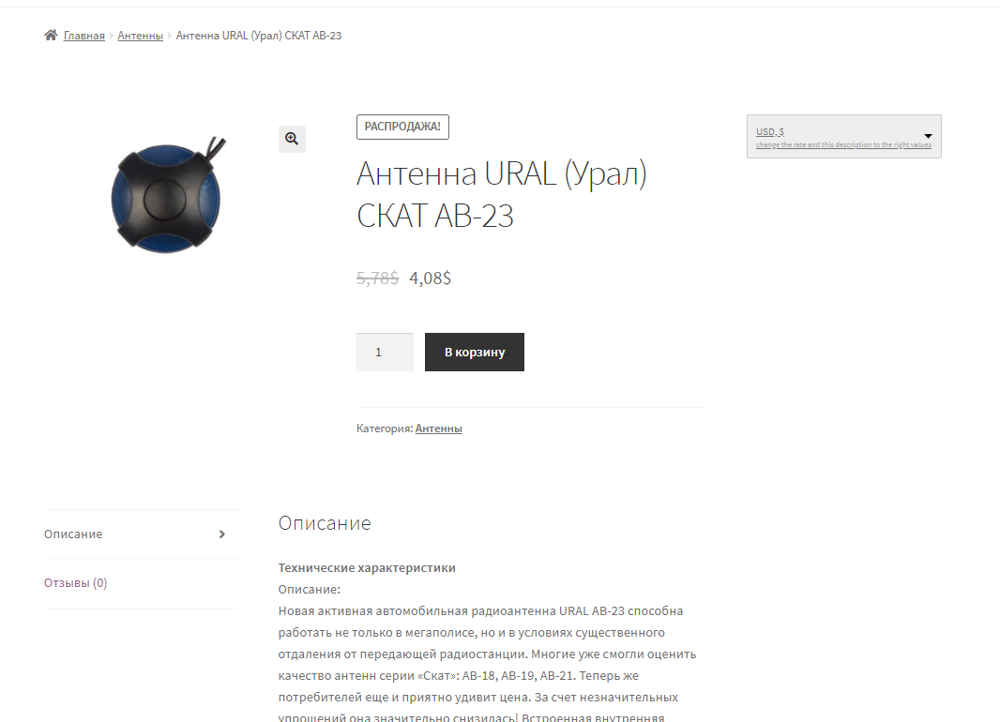 Главная > Антенны > Антенна URAL (Урал) СКАТ АВ-23
РАСПРОДАЖА!
Антенна URAL (Урал)
СКАТ АВ-23
5,78$ 4,08$
1 В корзину
Категория: Антенны
USD, $
change the rate and this description to the right values
Описание
Отзывы (0)
Описание
Технические характеристики
Описание:
Новая активная автомобильная радиоантенна URAL АВ-23 способна
работать не только в мегаполисе, но и в условиях существенного
отдаления от передающей радиостанции. Многие уже смогли оценить
качество антенн серии «Скат»: АВ-18, АВ-19, АВ-21. Теперь же
потребителей еще и приятно удивит цена. За счет незначительных
упрощений она значительно снизилась! Встроенная внутренняя